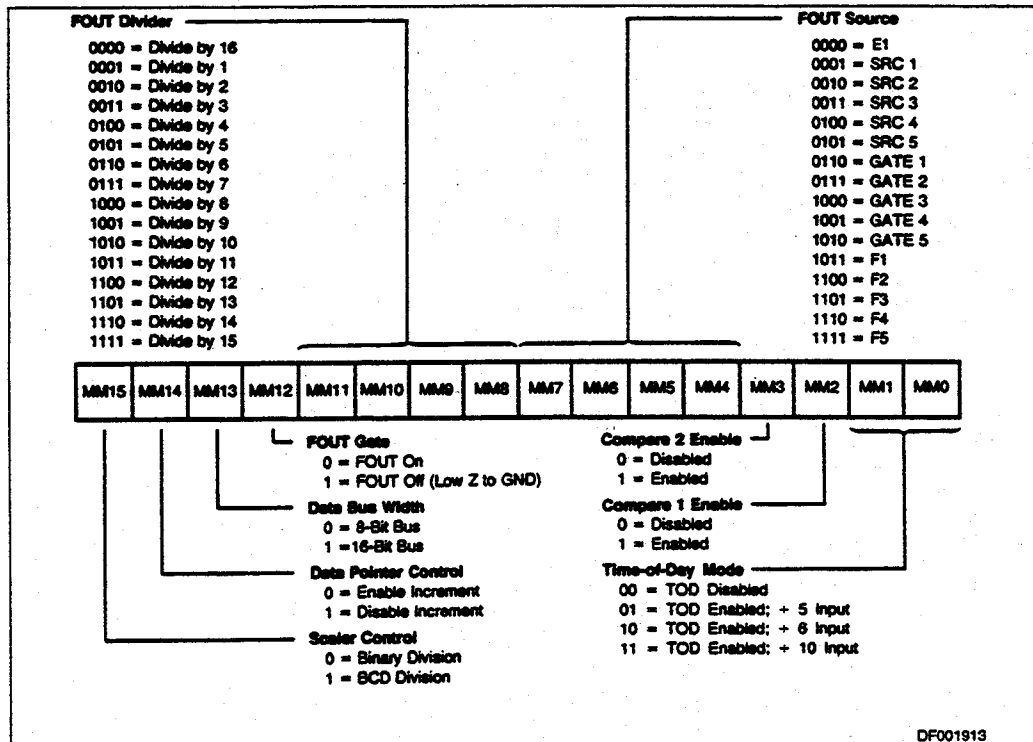 FOUT Divider
0000 = Divide by 16
0001 = Divide by 1
0010 = Divide by 2
0011 = Divide by 3
0100 = Divide by 4
0101 = Divide by 5
0110 = Divide by 6
0111 = Divide by 7
1000 = Divide by 8
1001 = Divide by 9
1010 = Divide by 10
1011 = Divide by 11
1100 = Divide by 12
1101 = Divide by 13
1110 = Divide by 14
1111 = Divide by 15
FOUT Source
0000 = E1
0001 = SRC 1
0010 = SRC 2
0011 = SRC 3
0100 = SRC 4
0101 = SRC 5
0110 = GATE 1
0111 = GATE 2
1000 = GATE 3
1001 = GATE 4
1010 = GATE 5
1011 = F1
1100 = F2
1101 = F3
1110 = F4
1111 = F5
MM15 MM14 MM13 MM12 MM11 MM10 MM9 MM8 MM7 MM6 MM5 MM4 MM3 MM2 MM1 MM0
FOUT Gate
0 = FOUT On
1 = FOUT Off (Low Z to GND)
Data Bus Width
0 = 8-Bit Bus
1 =16-Bit Bus
Data Pointer Control
0 = Enable Increment
1 = Disable Increment
Scaler Control
0 = Binary Division
1 = BCD Division
Compare 2 Enable
0 = Disabled
1 = Enabled
Compare 1 Enable
0 = Disabled
1 = Enabled
Time-of-Day Mode
00 = TOD Disabled
01 = TOD Enabled; ÷ 5 Input
10 = TOD Enabled; ÷ 6 Input
11 = TOD Enabled; ÷ 10 Input
DF001913